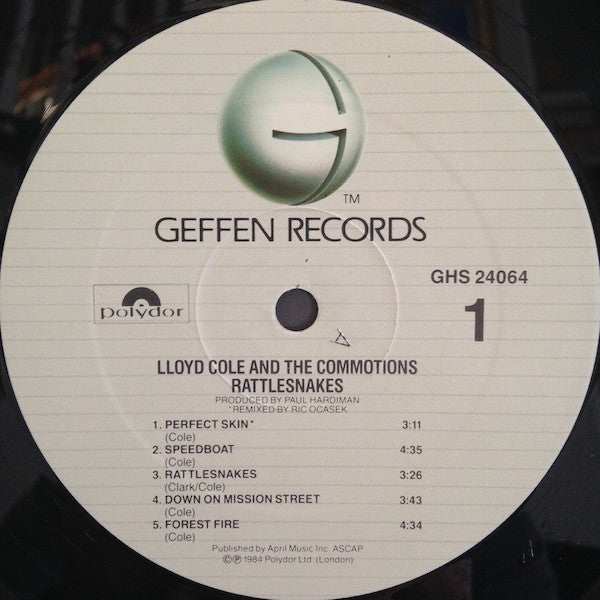 TM
GEFFEN RECORDS
GHS 24064
polydor
1
LLOYD COLE AND THE COMMOTIONS
RATTLESNAKES
PRODUCED BY PAUL HARDIMAN
*REMIXED BY RIC OCASEK
1. PERFECT SKIN* 3:11
(Cole)
2. SPEEDBOAT 4:35
(Cole)
3. RATTLESNAKES 3:26
(Clark/Cole)
4. DOWN ON MISSION STREET 3:43
(Cole)
5. FOREST FIRE 4:34
(Cole)
Published by April Music Inc. ASCAP
©Ⓟ1984 Polydor Ltd (London)